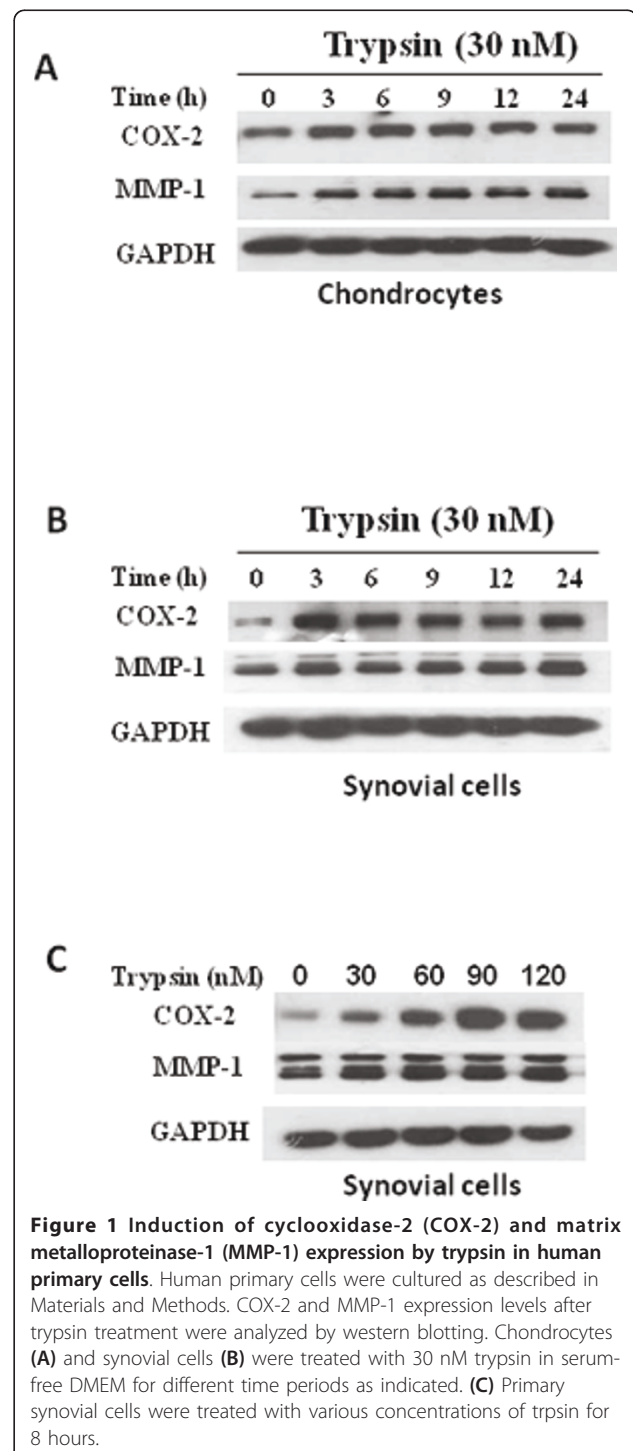 A
Trypsin (30 nM)
Time (h) 0 3 6 9 12 24
COX-2
MMP-1
GAPDH
Chondrocytes
B
Trypsin (30 nM)
Time (h) 0 3 6 9 12 24
COX-2
MMP-1
GAPDH
Synovial cells
C
Trypsin (nM) 0 30 60 90 120
COX-2
MMP-1
GAPDH
Synovial cells
Figure 1 Induction of cyclooxidase-2 (COX-2) and matrix
metalloproteinase-1 (MMP-1) expression by trypsin in human
primary cells. Human primary cells were cultured as described in
Materials and Methods. COX-2 and MMP-1 expression levels after
trypsin treatment were analyzed by western blotting. Chondrocytes
(A) and synovial cells (B) were treated with 30 nM trypsin in serum-
free DMEM for different time periods as indicated. (C) Primary
synovial cells were treated with various concentrations of trpsin for
8 hours.